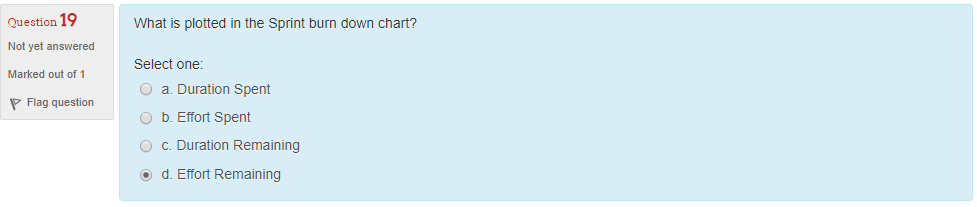 Question 19
Not yet answered
Marked out of 1
Flag question
What is plotted in the Sprint burn down chart?
Select one:
a. Duration Spent
b. Effort Spent
c. Duration Remaining
d. Effort Remaining